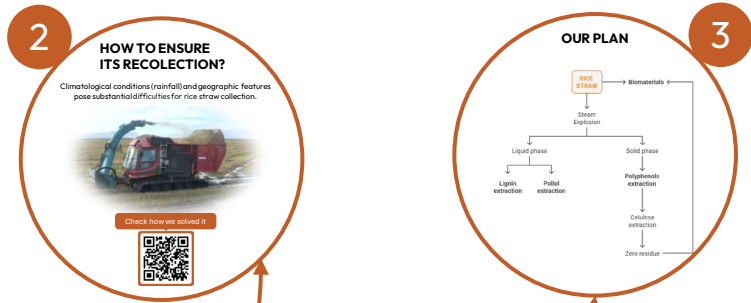 2
HOW TO ENSURE
ITS RECOLECTION?
Climatological conditions (rainfall) and geographic features
pose substantial difficulties for rice straw collection.
Check how we solved it
3
OUR PLAN
RICE
STRAW
Biomaterials
Steam
Explosion
Liquid phase
Solid phase
Lignin
extraction
Poliol
extraction
Polyphenols
extraction
Celulose
extraction
Zero residue